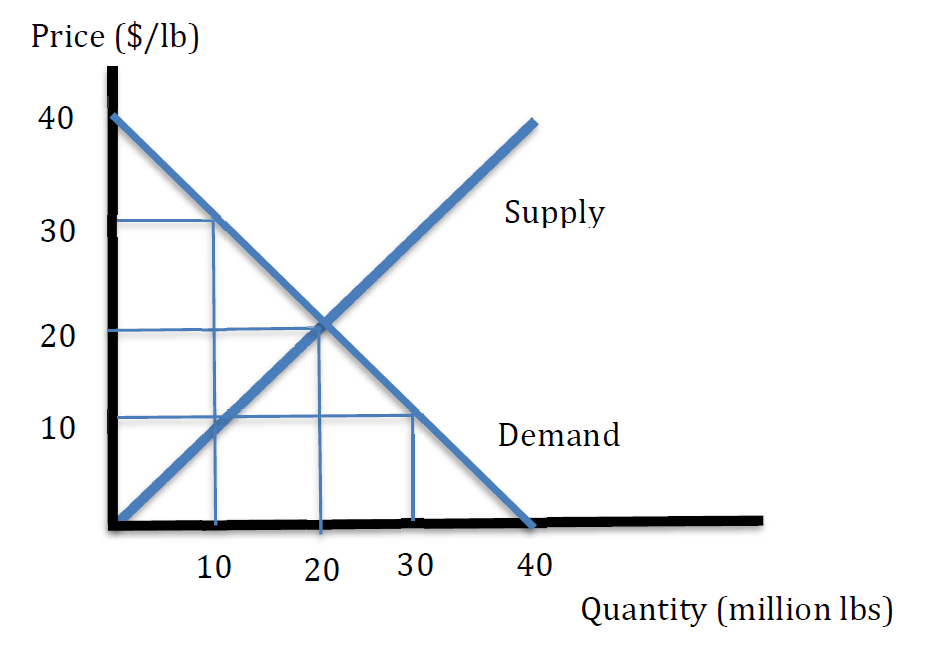 Price ($/lb)
40
30
20
10
Supply
Demand
10 20 30 40
Quantity (million lbs)